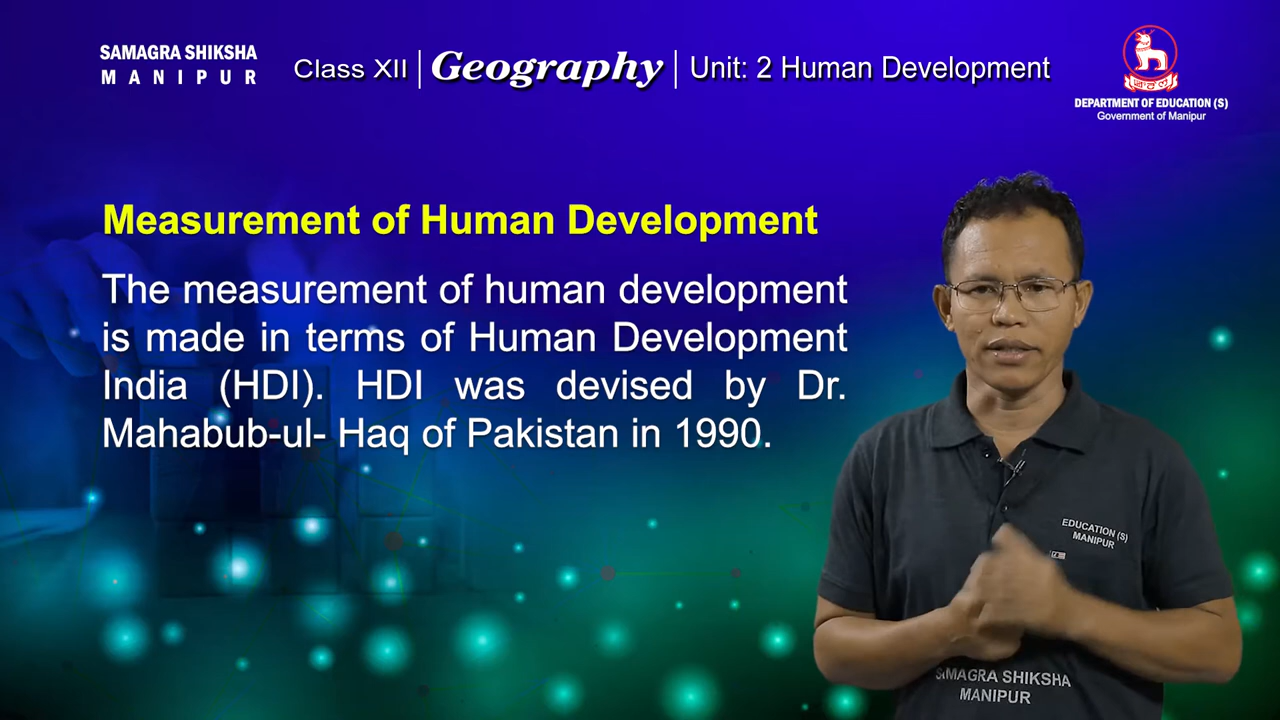 SAMAGRA SHIKSHA
MANIPUR
Class XII | Geography | Unit: 2 Human Development
DEPARTMENT OF EDUCATION (S)
Government of Manipur
Measurement of Human Development
The measurement of human development
is made in terms of Human Development
India (HDI). HDI was devised by Dr.
Mahabub-ul- Haq of Pakistan in 1990.
EDUCATION (S)
MANIPUR
SAMAGRA SHIKSHA
MANIPUR